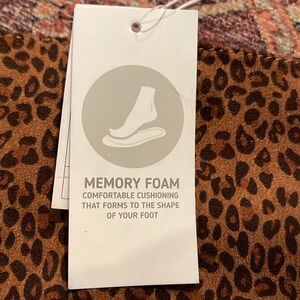 MEMORY FOAM
COMFORTABLE CUSHIONING
THAT FORMS TO THE SHAPE
OF YOUR FOOT